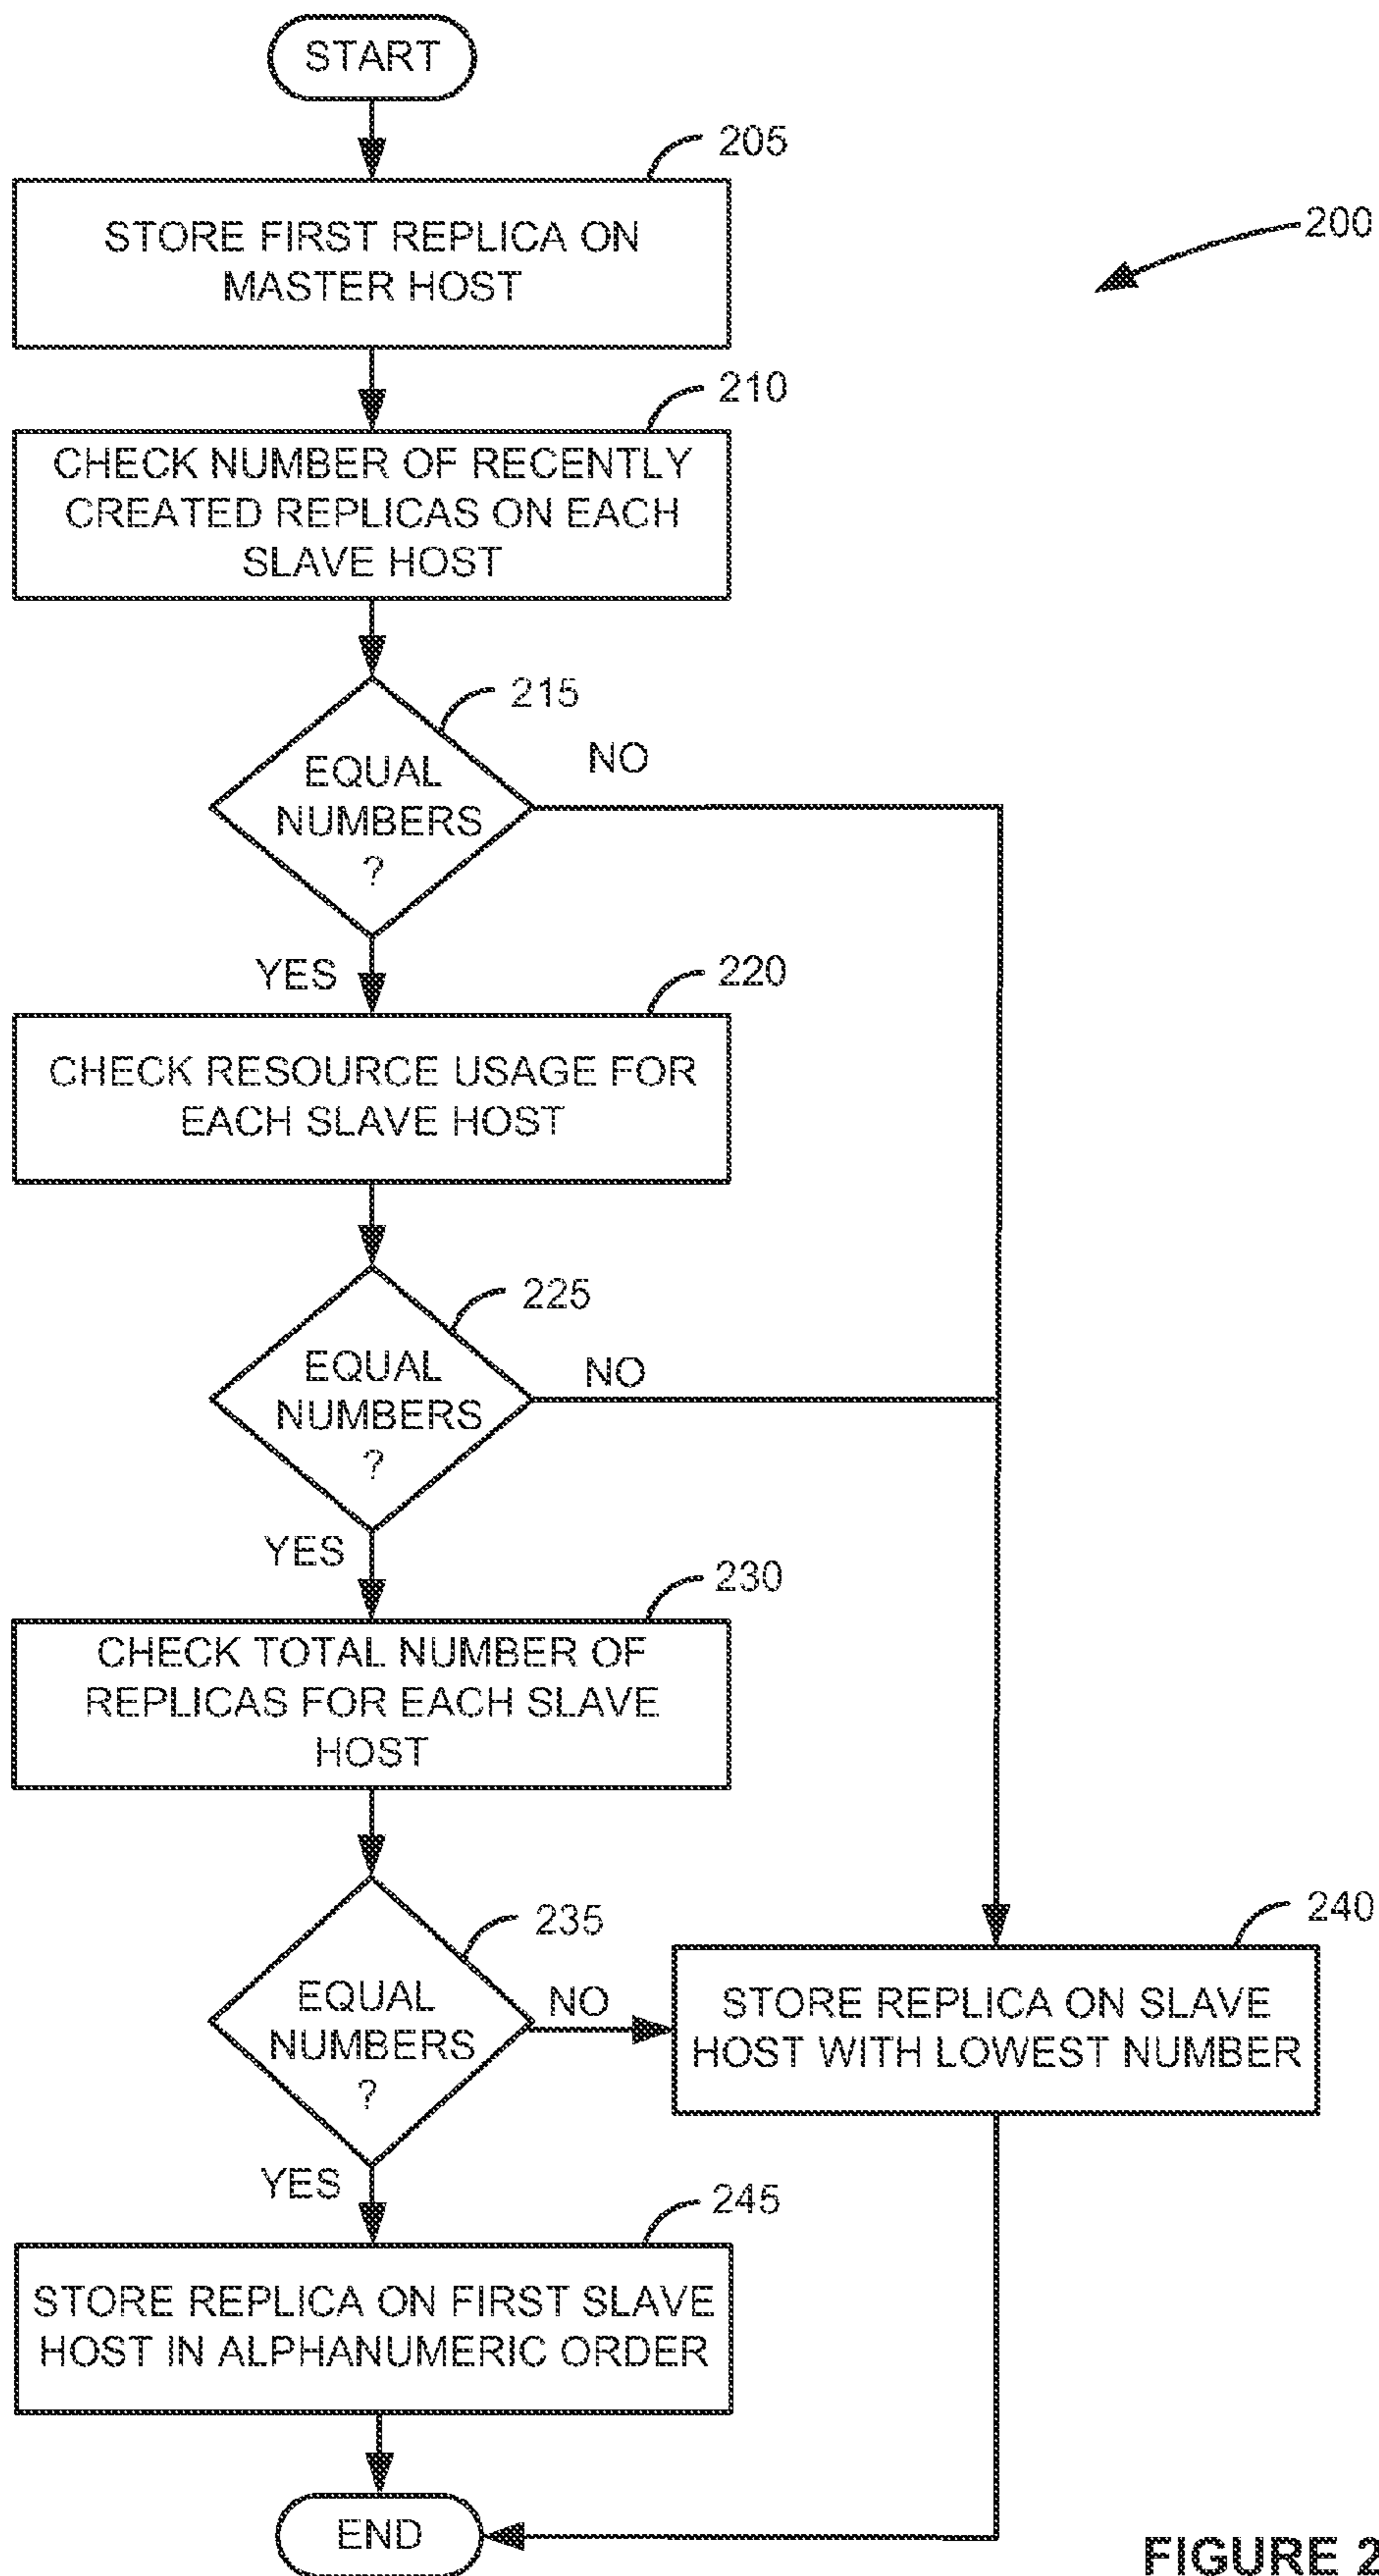 START
205
STORE FIRST REPLICA ON
MASTER HOST
200
210
CHECK NUMBER OF RECENTLY
CREATED REPLICAS ON EACH
SLAVE HOST
215
EQUAL
NUMBERS
?
NO
YES
220
CHECK RESOURCE USAGE FOR
EACH SLAVE HOST
225
EQUAL
NUMBERS
?
NO
YES
230
CHECK TOTAL NUMBER OF
REPLICAS FOR EACH SLAVE
HOST
235
EQUAL
NUMBERS
?
NO
240
STORE REPLICA ON SLAVE
HOST WITH LOWEST NUMBER
YES
245
STORE REPLICA ON FIRST SLAVE
HOST IN ALPHANUMERIC ORDER
END
FIGURE 2